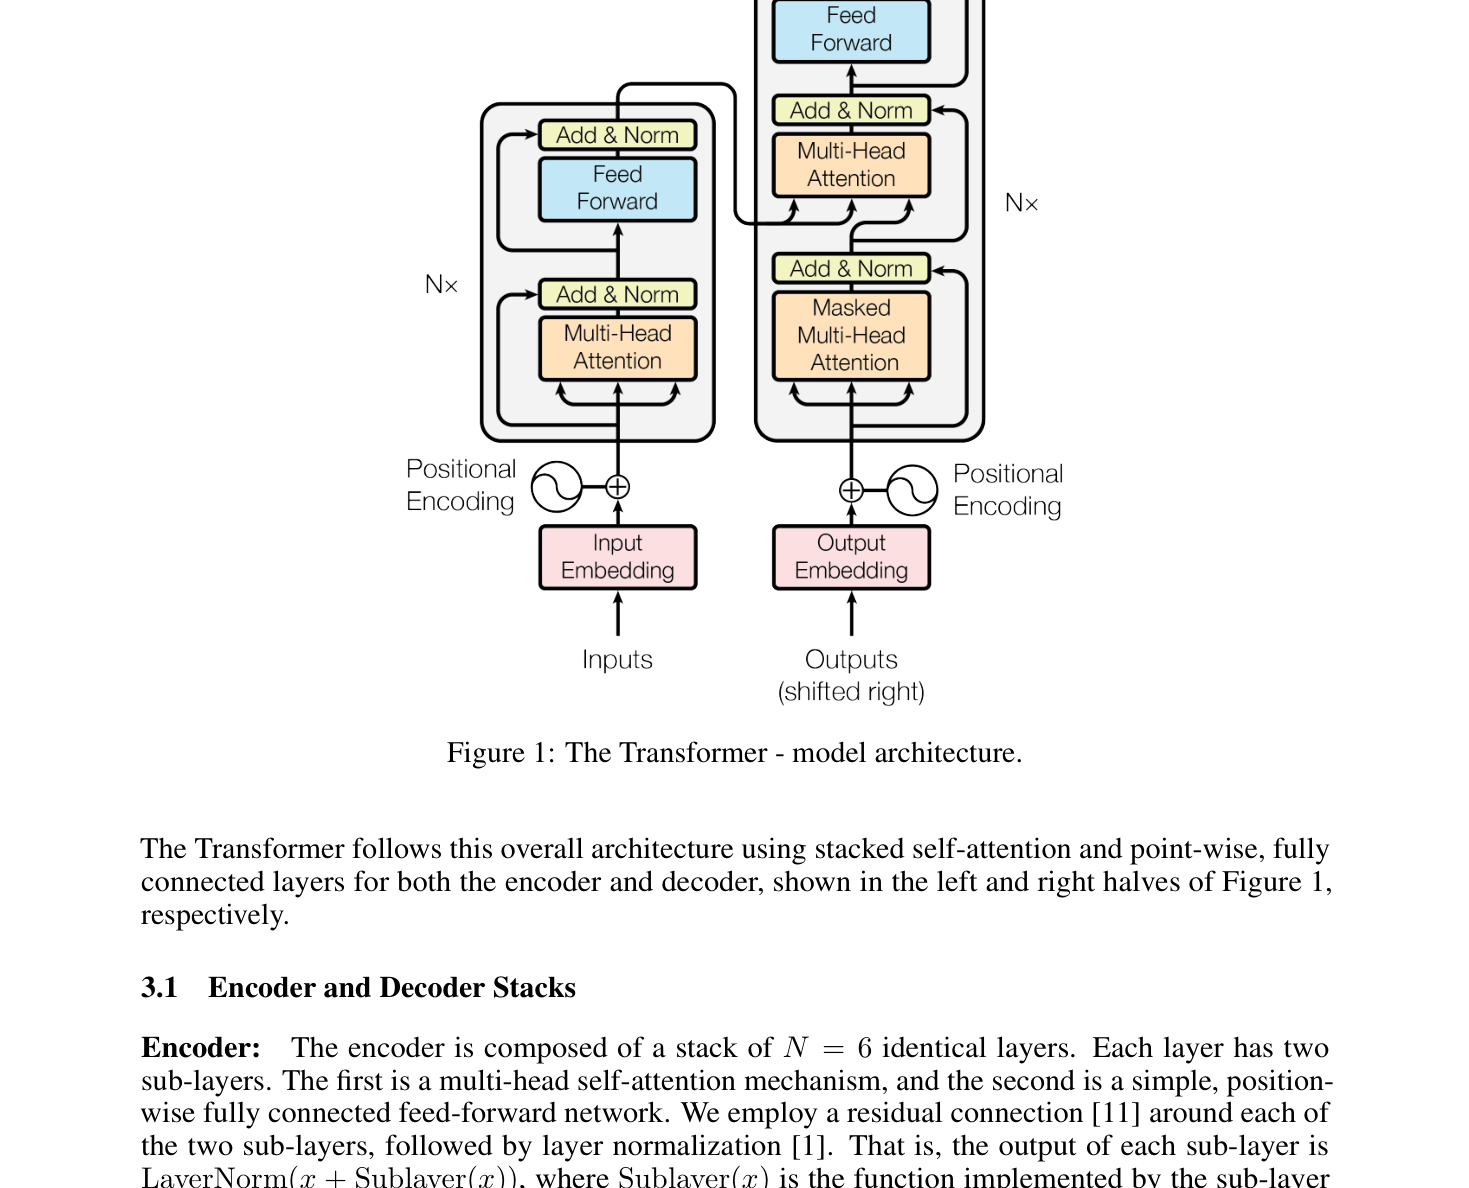 Feed
Forward
Add & Norm
Multi-Head
Attention
Add & Norm
Feed
Forward
Nx
Add & Norm
Masked
Multi-Head
Attention
Nx
Add & Norm
Multi-Head
Attention
Positional
Encoding
Positional
Encoding
Input
Embedding
Output
Embedding
Inputs
Outputs
(shifted right)
Figure 1: The Transformer - model architecture.
The Transformer follows this overall architecture using stacked self-attention and point-wise, fully
connected layers for both the encoder and decoder, shown in the left and right halves of Figure 1,
respectively.
3.1 Encoder and Decoder Stacks
Encoder: The encoder is composed of a stack of N = 6 identical layers. Each layer has two
sub-layers. The first is a multi-head self-attention mechanism, and the second is a simple, position-
wise fully connected feed-forward network. We employ a residual connection [11] around each of
the two sub-layers, followed by layer normalization [1]. That is, the output of each sub-layer is
LayerNorm(x + Sublayer(x)), where Sublayer(x) is the function implemented by the sub-layer